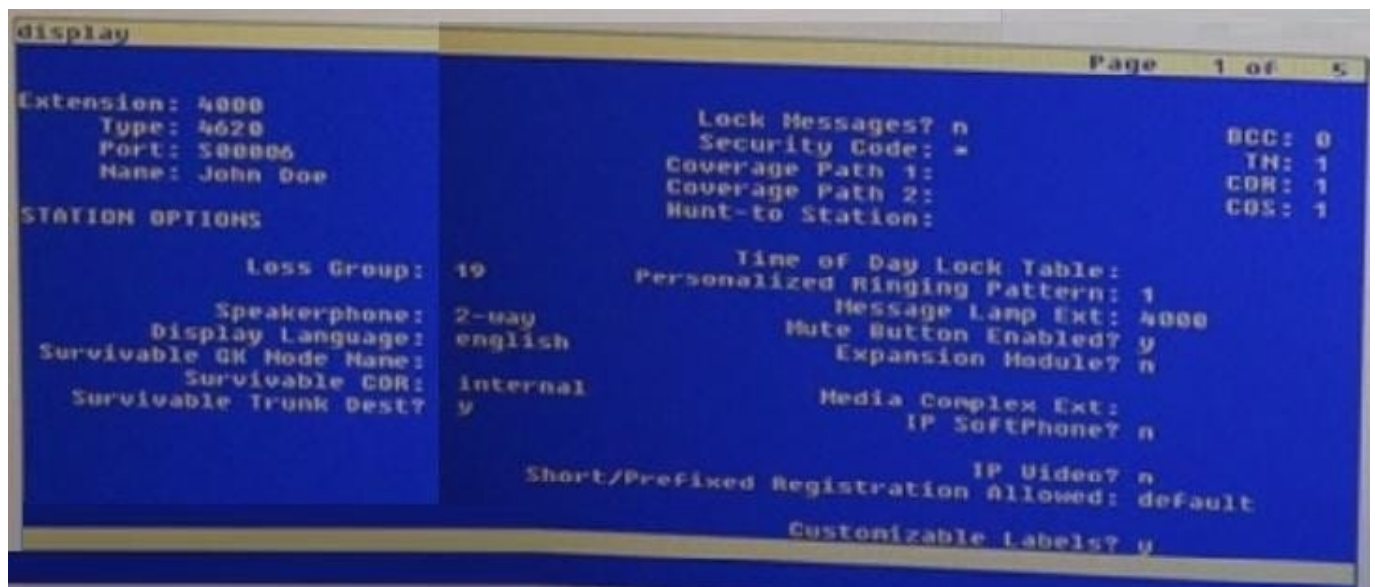 display
Page 1 of 5
Extension: 4000 Lock Messages? n BCC: 0
Type: 4620 Security Code: * TN: 1
Port: S00006 Coverage Path 1: COR: 1
Name: John Doe Coverage Path 2: COS: 1
Hunt-to Station:
STATION OPTIONS
Time of Day Lock Table:
Loss Group: 19 Personalized Ringing Pattern: 1
Message Lamp Ext: 4000
Speakerphone: 2-way Mute Button Enabled? y
Display Language: english Expansion Module? n
Survivable GK Node Name:
Survivable COR: internal Media Complex Ext:
Survivable Trunk Dest? y IP SoftPhone? n
IP Video? n
Short/Prefixed Registration Allowed: default
Customizable Labels? y